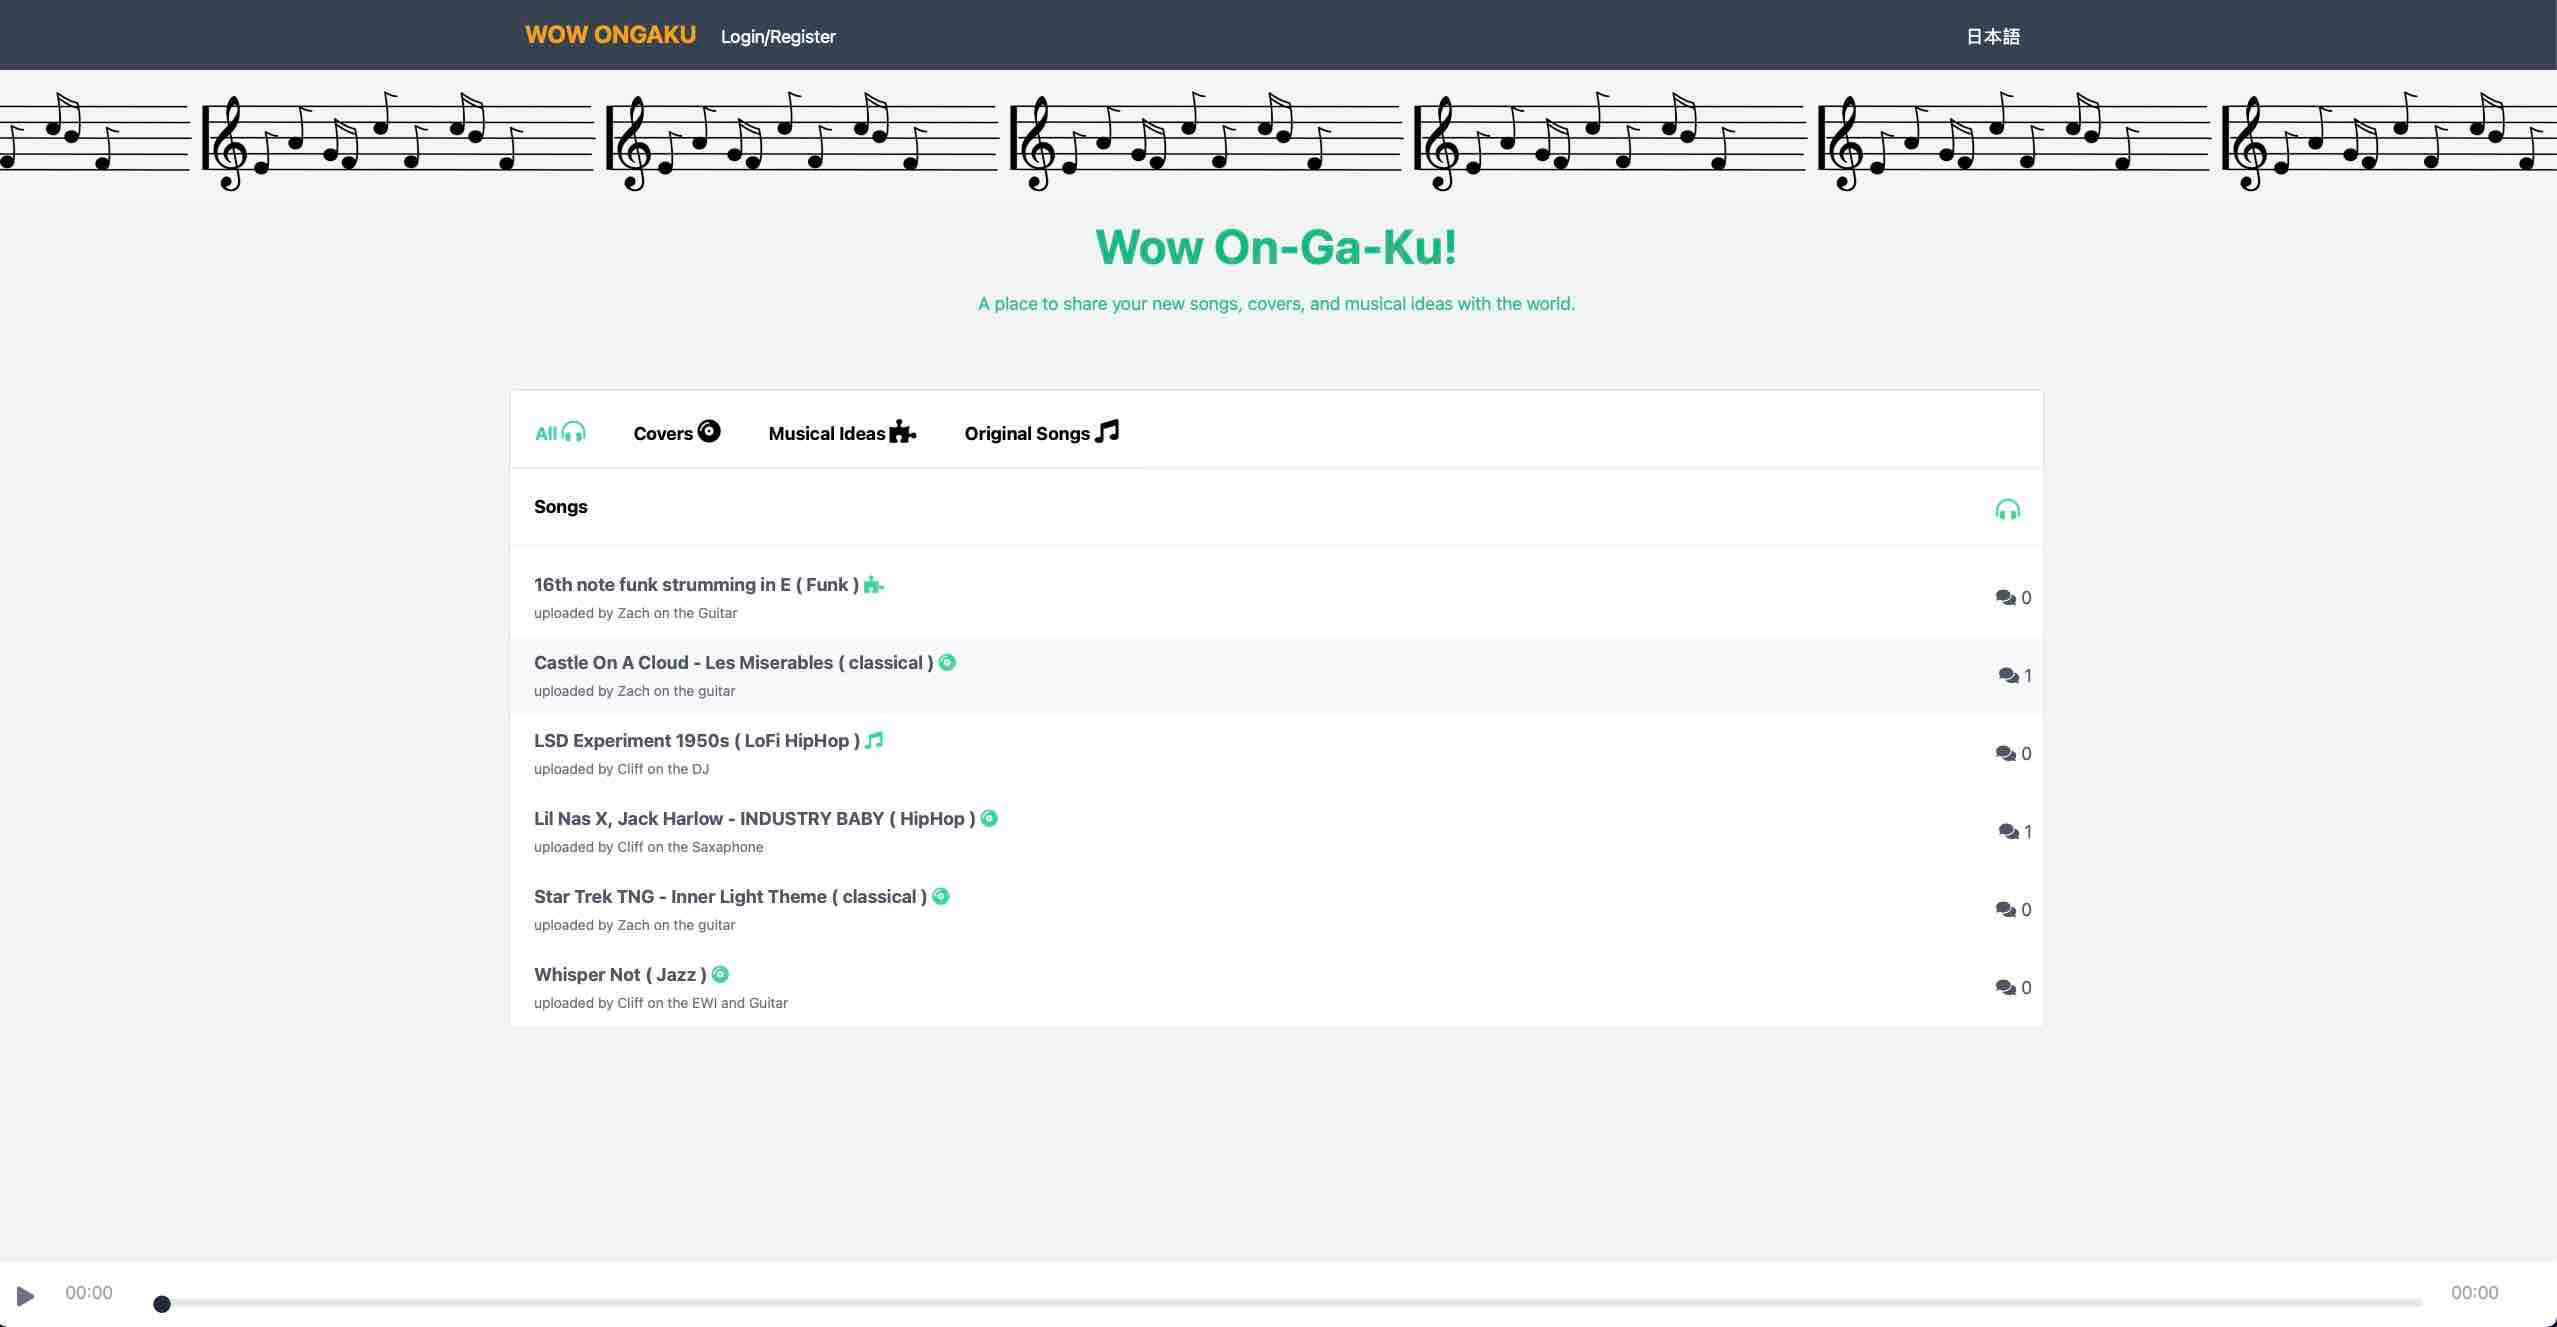 WOW ONGAKU Login/Register 日本語
Wow On-Ga-Ku!
A place to share your new songs, covers, and musical ideas with the world.
All Covers Musical Ideas Original Songs
Songs
16th note funk strumming in E ( Funk )
uploaded by Zach on the Guitar
0
Castle On A Cloud - Les Miserables ( classical )
uploaded by Zach on the guitar
1
LSD Experiment 1950s ( LoFi HipHop )
uploaded by Cliff on the DJ
0
Lil Nas X, Jack Harlow - INDUSTRY BABY ( HipHop )
uploaded by Cliff on the Saxaphone
1
Star Trek TNG - Inner Light Theme ( classical )
uploaded by Zach on the guitar
0
Whisper Not ( Jazz )
uploaded by Cliff on the EWI and Guitar
0
00:00 00:00